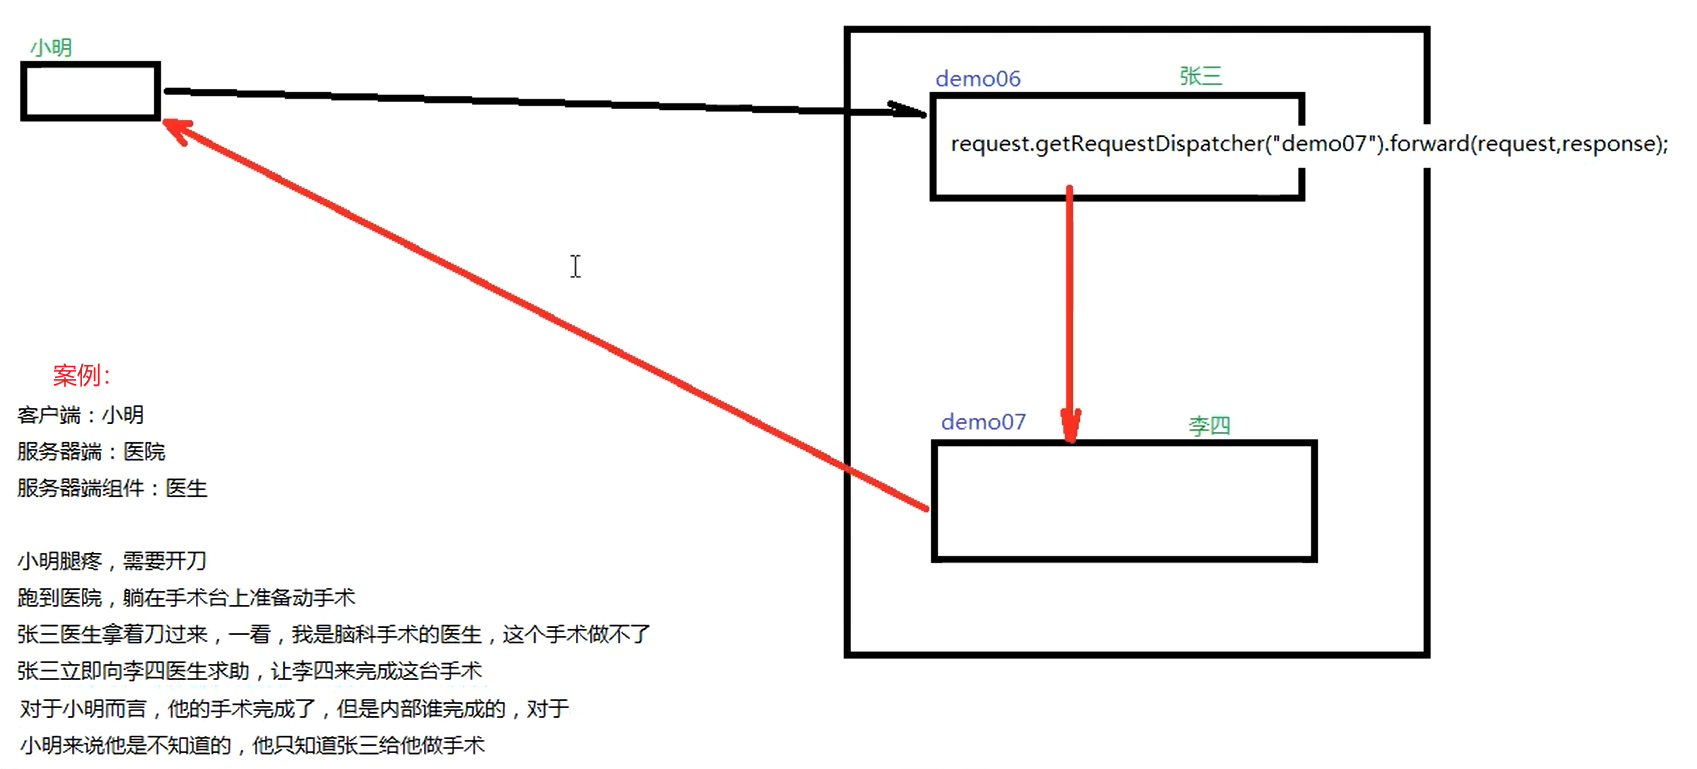 小明
demo06
张三
request.getRequestDispatcher("demo07").forward(request,response);
demo07
李四
案例：
客户端：小明
服务器端：医院
服务器端组件：医生
小明腿疼，需要开刀
跑到医院，躺在手术台上准备动手术
张三医生拿着刀过来，一看，我是脑科手术的医生，这个手术做不了
张三立即向李四医生求助，让李四来完成这台手术
对于小明而言，他的手术完成了，但是内部谁完成的，对于
小明来说他是不知道的，他只知道张三给他做手术